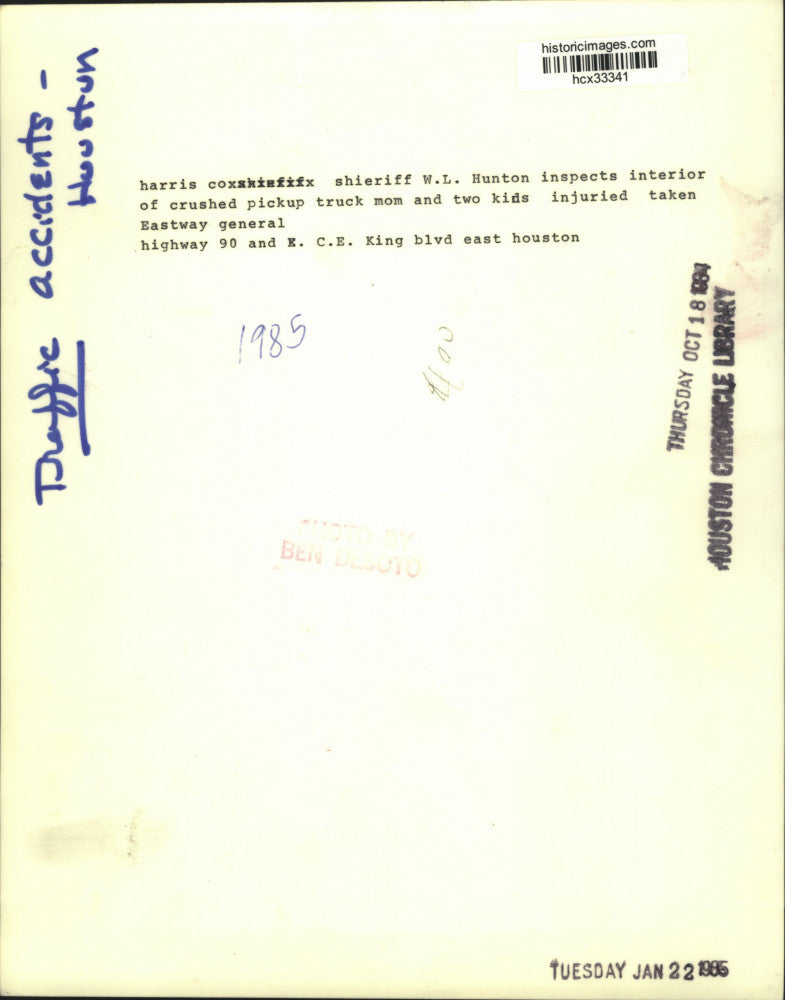 historicimages.com
hcx33341
Traffic accidents -
Houston
harris coxshiefifx shieriff W.L. Hunton inspects interior
of crushed pickup truck mom and two kids injuried taken
Eastway general
highway 90 and E. C.E. King blvd east houston
1985
THURSDAY OCT 18 1984
HOUSTON CHRONICLE LIBRARY
PHOTO BY
BEN DESOTO
TUESDAY JAN 22 1985